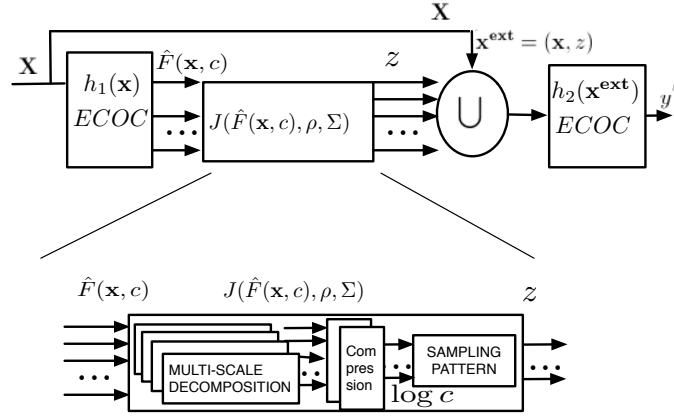 X
X
x^ext = (x, z)
F̂(x, c)
z
h₁(x)
ECOC
...
J(F̂(x, c), ρ, Σ)
...
∪
h₂(x^ext)
ECOC
y'
F̂(x, c)
J(F̂(x, c), ρ, Σ)
z
...
MULTI-SCALE
DECOMPOSITION
...
Com
pres
sion
...
log c
SAMPLING
PATTERN
...